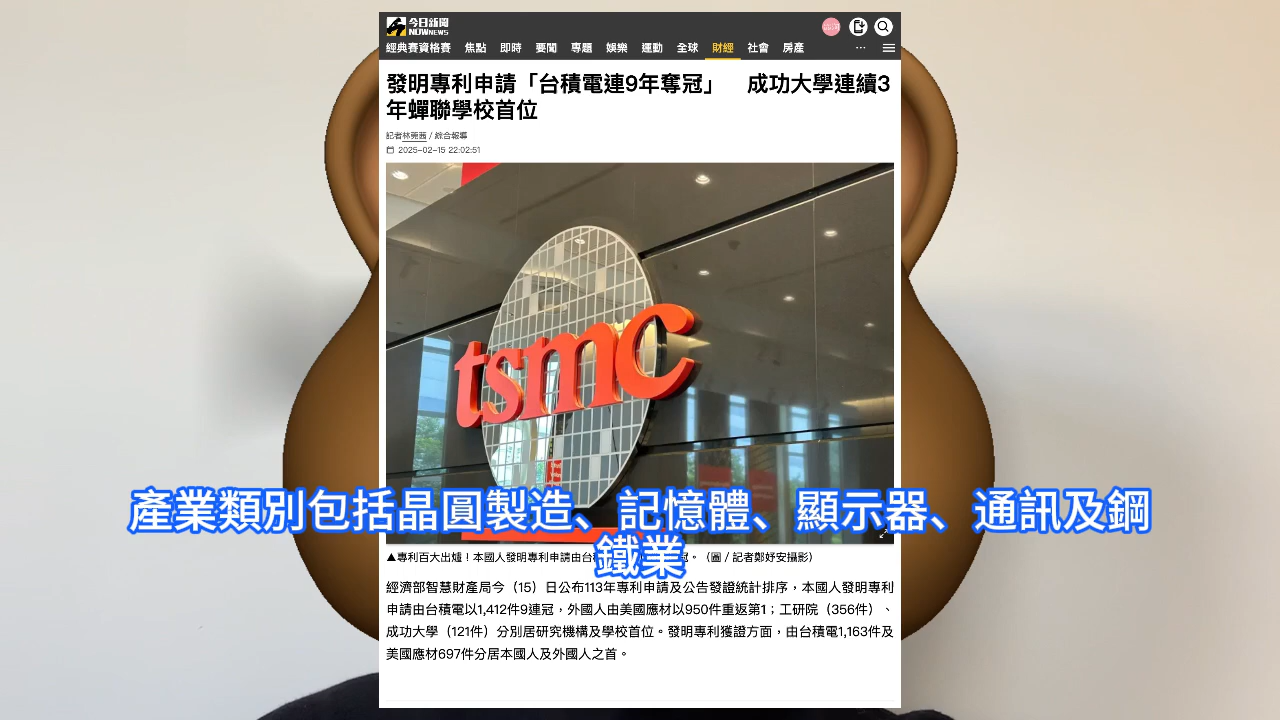 今日新聞
NOWNEWS
經典賽資格賽 焦點 即時 要聞 專題 娛樂 運動 全球 財經 社會 房產
發明專利申請「台積電連9年奪冠」 成功大學連續3
年蟬聯學校首位
記者林莞茜 / 綜合報導
2025-02-15 22:02:51
tsmc
產業類別包括晶圓製造、記憶體、顯示器、通訊及鋼
鐵業
▲專利百大出爐！本國人發明專利申請由台積 冠。（圖 / 記者鄭妤安攝影）
經濟部智慧財產局今（15）日公布113年專利申請及公告發證統計排序，本國人發明專利
申請由台積電以1,412件9連冠，外國人由美國應材以950件重返第1；工研院（356件）、
成功大學（121件）分別居研究機構及學校首位。發明專利獲證方面，由台積電1,163件及
美國應材697件分居本國人及外國人之首。